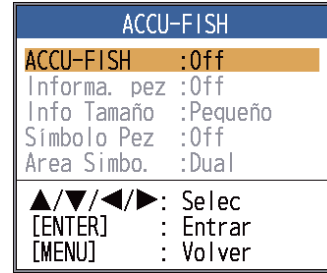 ACCU-FISH
ACCU-FISH :Off
Informa. pez :Off
Info Tamaño :Pequeño
Símbolo Pez :Off
Area Simbo. :Dual
▲/▼/◀/▶: Selec
[ENTER] : Entrar
[MENU] : Volver